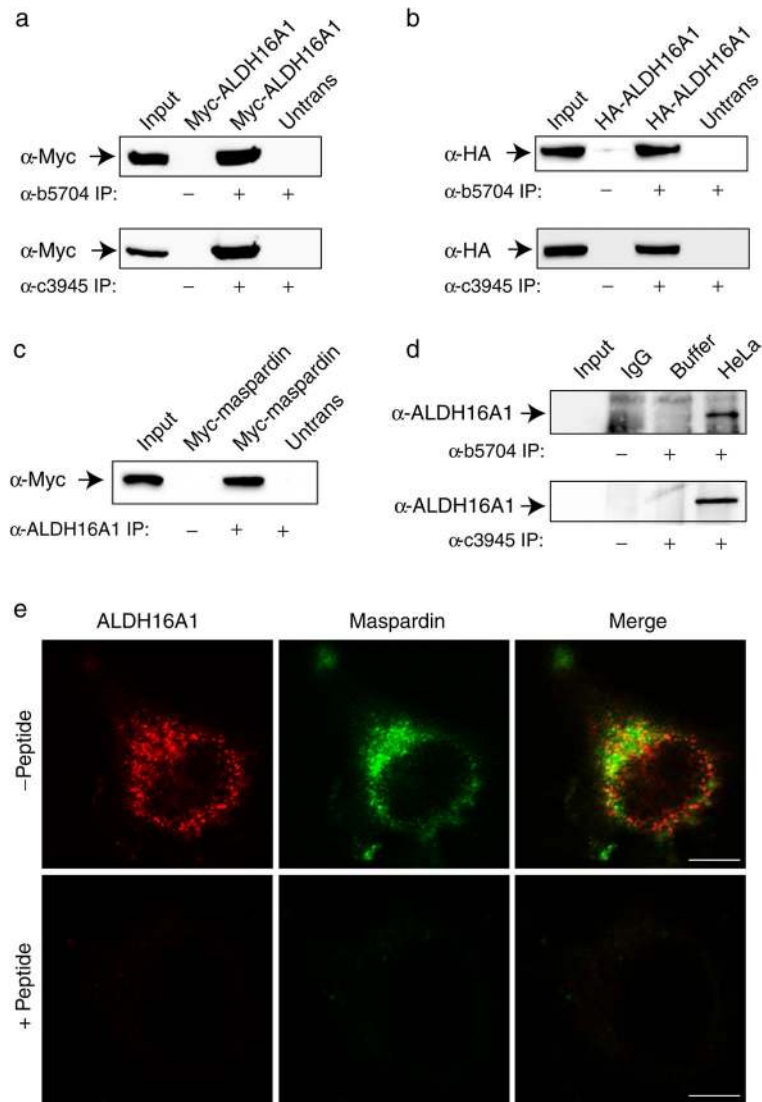 a
Input Myc-ALDH16A1 Myc-ALDH16A1 Untrans
α-Myc
α-b5704 IP: – + +
α-Myc
α-c3945 IP: – + +
b
Input HA-ALDH16A1 HA-ALDH16A1 Untrans
α-HA
α-b5704 IP: – + +
α-HA
α-c3945 IP: – + +
c
Input Myc-maspardin Myc-maspardin Untrans
α-Myc
α-ALDH16A1 IP: – + +
d
Input IgG Buffer HeLa
α-ALDH16A1
α-b5704 IP: – + +
α-ALDH16A1
α-c3945 IP: – + +
e
ALDH16A1 Maspardin Merge
–Peptide
+ Peptide